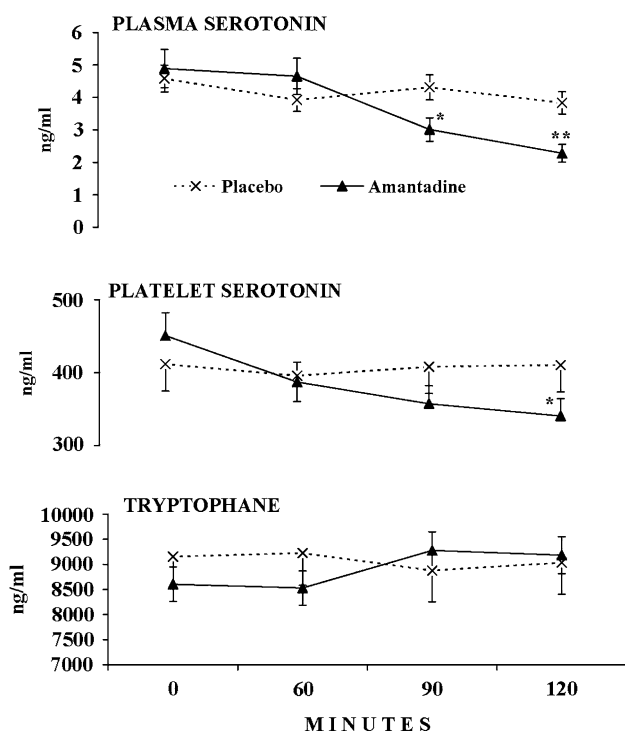 PLASMA SEROTONIN
6
5
4
3
2
1
0
ng/ml
*
**
Placebo
Amantadine
PLATELET SEROTONIN
500
400
300
ng/ml
*
TRYPTOPHANE
10000
9500
9000
8500
8000
7500
7000
ng/ml
0 60 90 120
MINUTES